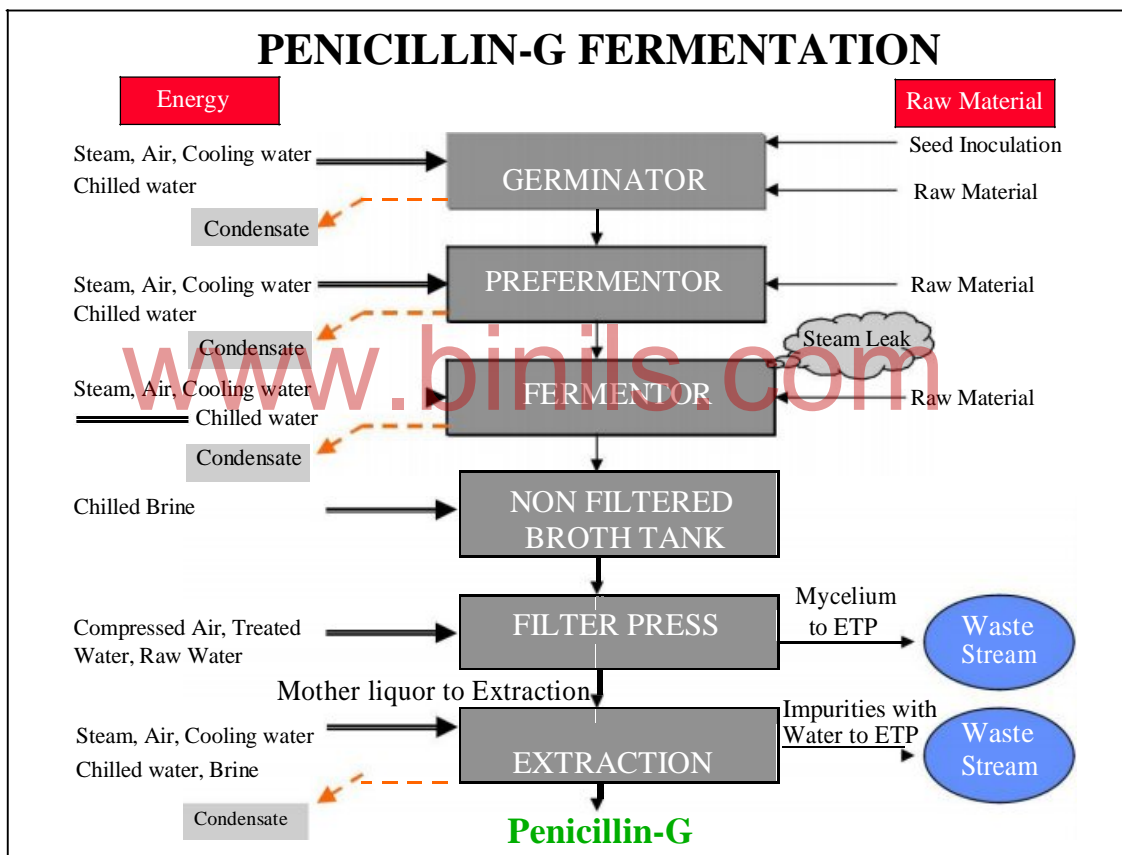 PENICILLIN-G FERMENTATION
Energy
Raw Material
Steam, Air, Cooling water
Chilled water
GERMINATOR
Seed Inoculation
Raw Material
Condensate
Steam, Air, Cooling water
Chilled water
PREFERMENTOR
Raw Material
Condensate
Steam Leak
www.binils.com
Steam, Air, Cooling water
Chilled water
FERMENTOR
Raw Material
Condensate
Chilled Brine
NON FILTERED
BROTH TANK
Compressed Air, Treated
Water, Raw Water
FILTER PRESS
Mycelium
to ETP
Waste
Stream
Mother liquor to Extraction
Steam, Air, Cooling water
Chilled water, Brine
EXTRACTION
Impurities with
Water to ETP
Waste
Stream
Condensate
Penicillin-G